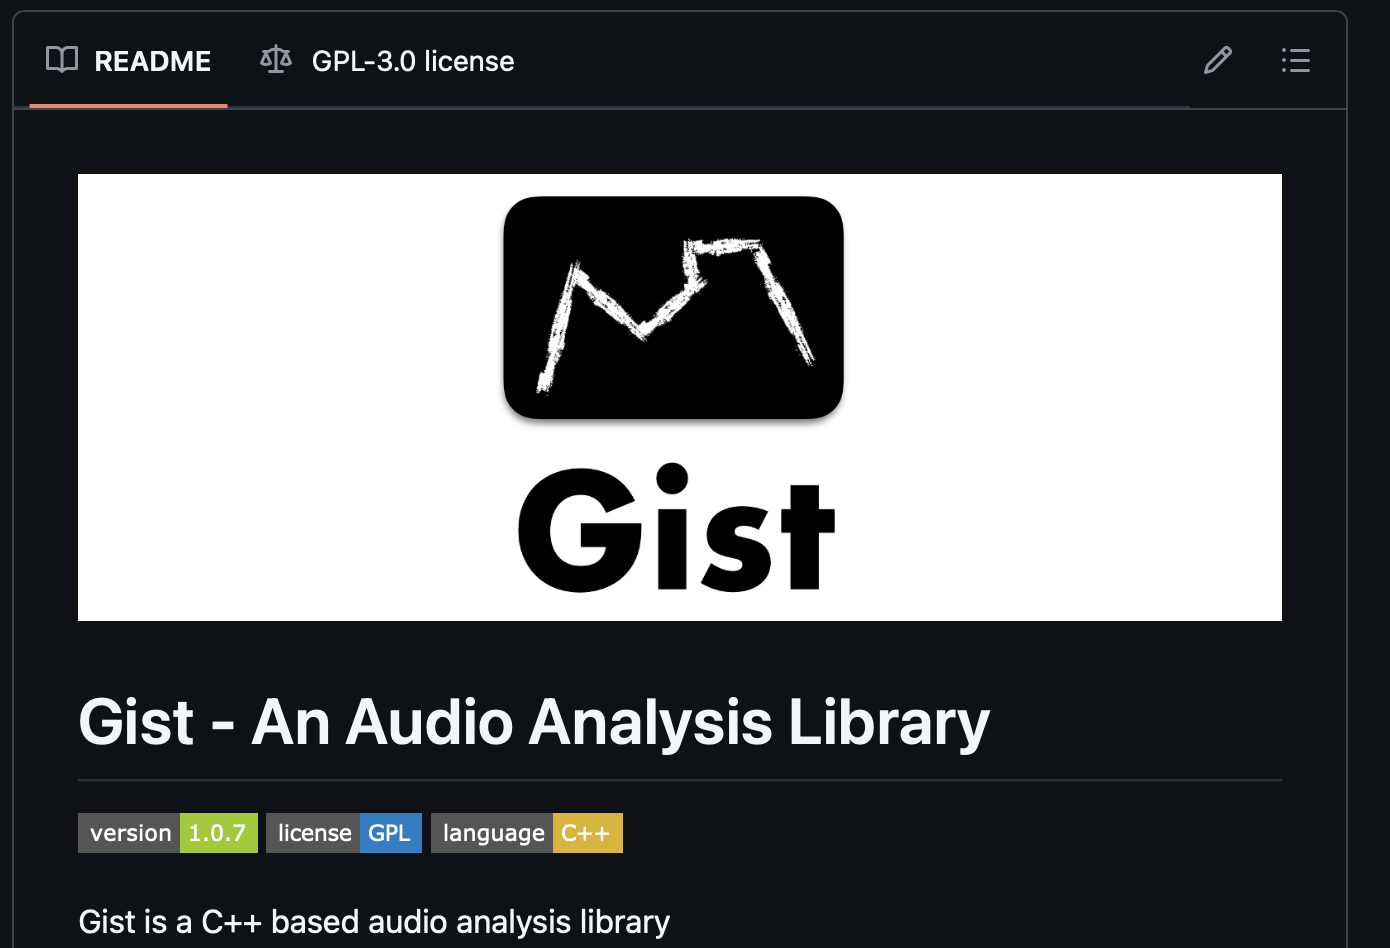 README GPL-3.0 license
Gist
Gist - An Audio Analysis Library
version 1.0.7 license GPL language C++
Gist is a C++ based audio analysis library